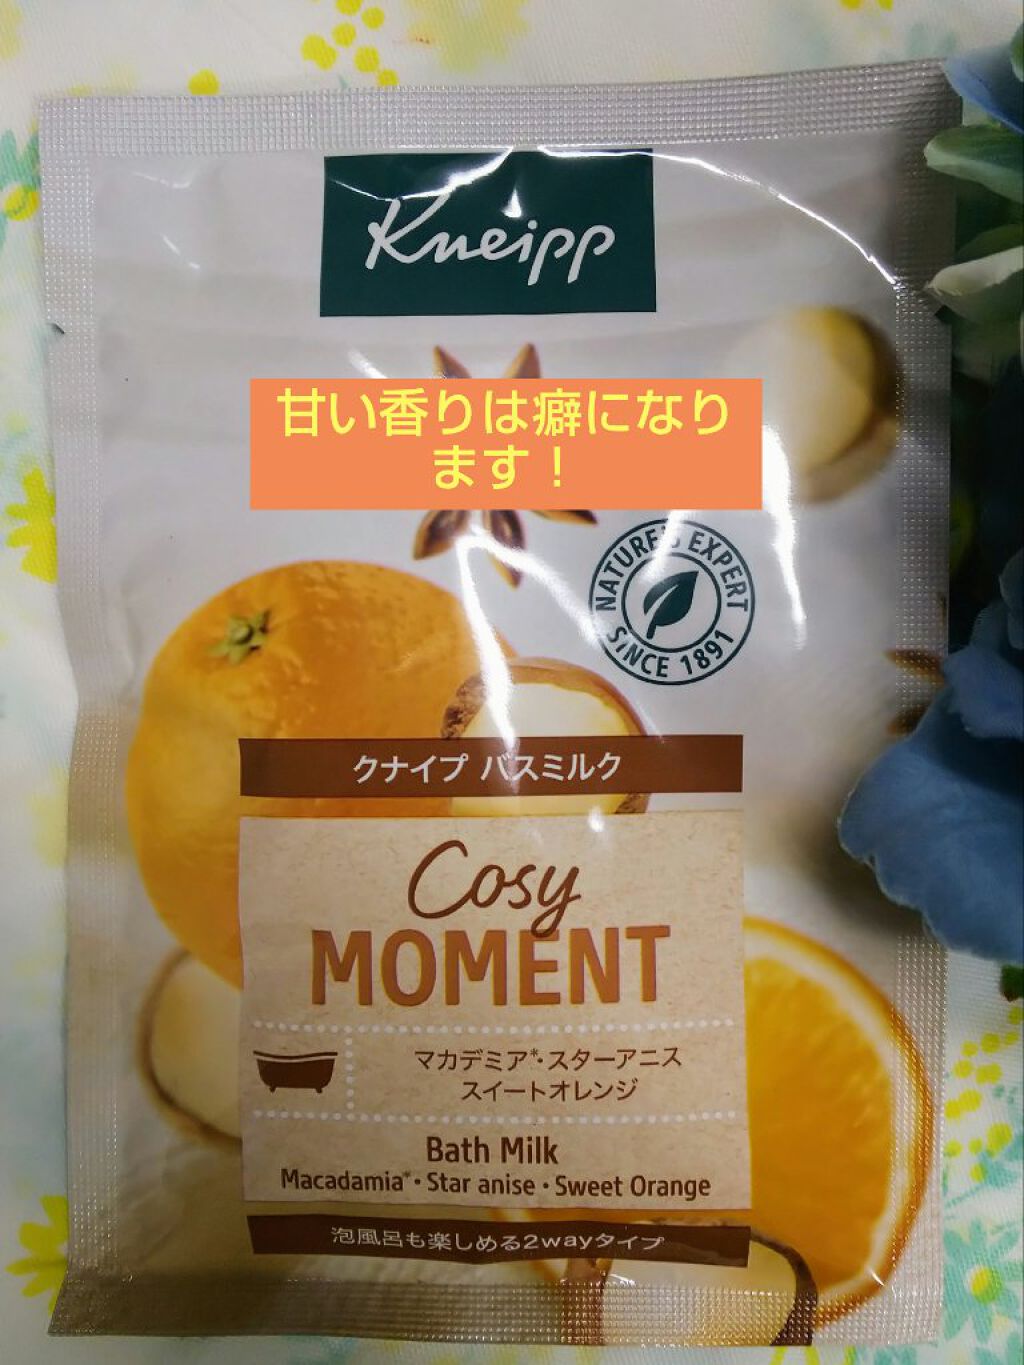 Kneipp
甘い香りは癖になり
ます！
NATURE'S EXPERT
SINCE 1891
クナイプ バスミルク
Cosy
MOMENT
マカデミア*・スターアニス
スイートオレンジ
Bath Milk
Macadamia*・Star anise・Sweet Orange
泡風呂も楽しめる2wayタイプ